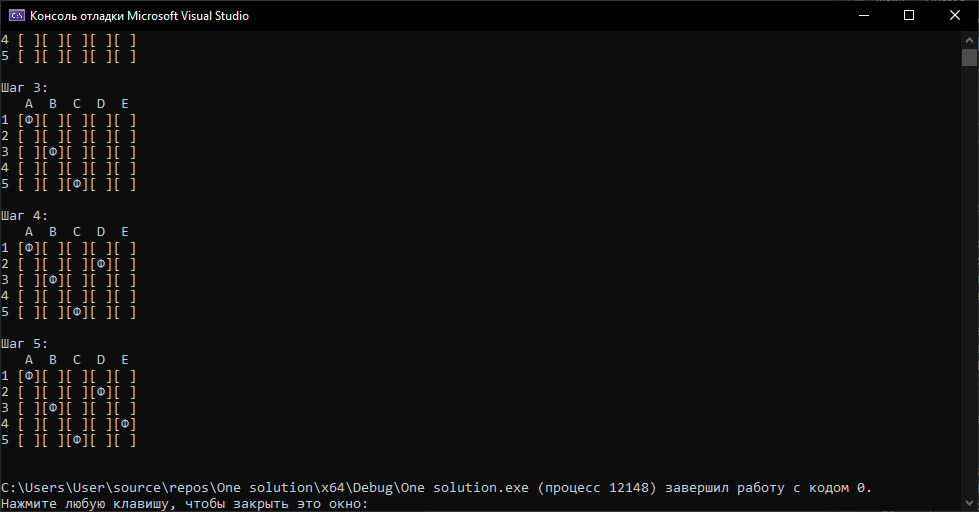 Консоль отладки Microsoft Visual Studio
4 [ ][ ][ ][ ][ ]
5 [ ][ ][ ][ ][ ]
Шаг 3:
   A  B  C  D  E
1 [Ф][ ][ ][ ][ ]
2 [ ][ ][ ][ ][ ]
3 [ ][Ф][ ][ ][ ]
4 [ ][ ][ ][ ][ ]
5 [ ][ ][Ф][ ][ ]
Шаг 4:
   A  B  C  D  E
1 [Ф][ ][ ][ ][ ]
2 [ ][ ][ ][Ф][ ]
3 [ ][Ф][ ][ ][ ]
4 [ ][ ][ ][ ][ ]
5 [ ][ ][Ф][ ][ ]
Шаг 5:
   A  B  C  D  E
1 [Ф][ ][ ][ ][ ]
2 [ ][ ][ ][Ф][ ]
3 [ ][Ф][ ][ ][ ]
4 [ ][ ][ ][ ][Ф]
5 [ ][ ][Ф][ ][ ]
C:\Users\User\source\repos\One solution\x64\Debug\One solution.exe (процесс 12148) завершил работу с кодом 0.
Нажмите любую клавишу, чтобы закрыть это окно: